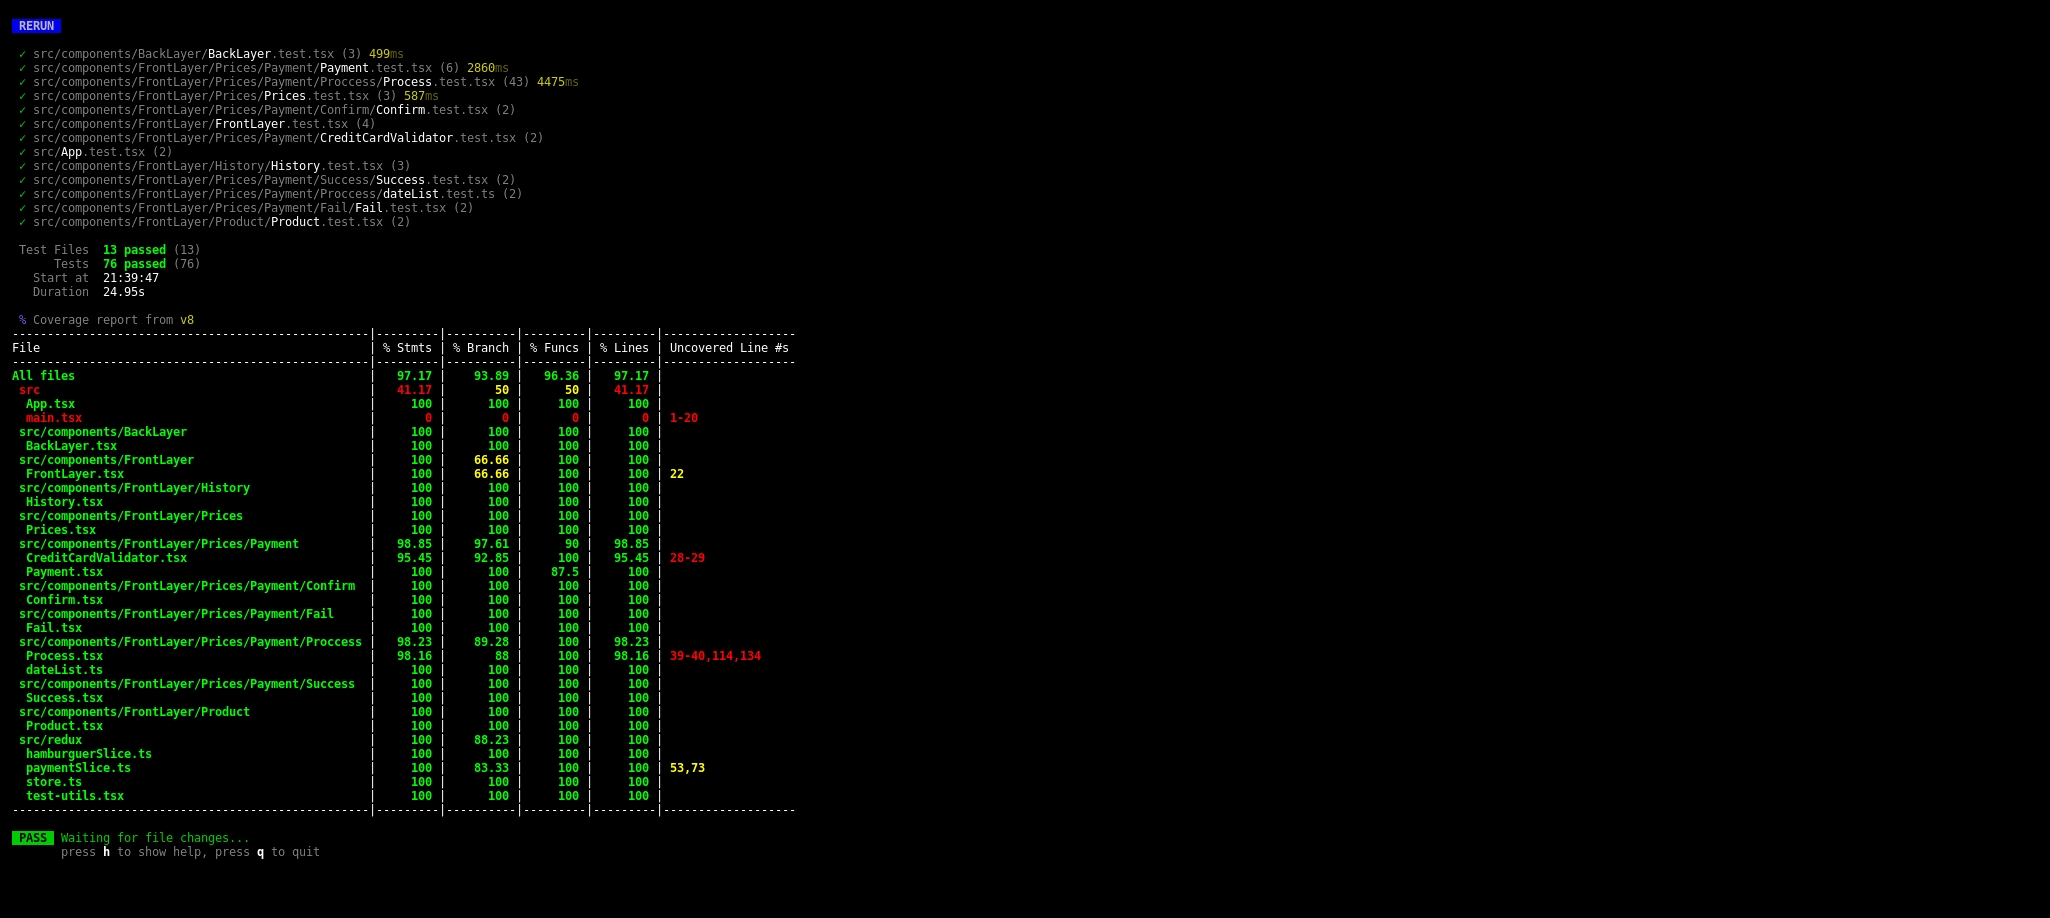 RERUN
✓ src/components/BackLayer/BackLayer.test.tsx (3) 499ms
✓ src/components/FrontLayer/Prices/Payment/Payment.test.tsx (6) 2860ms
✓ src/components/FrontLayer/Prices/Payment/Proccess/Process.test.tsx (43) 4475ms
✓ src/components/FrontLayer/Prices/Prices.test.tsx (3) 587ms
✓ src/components/FrontLayer/Prices/Payment/Confirm/Confirm.test.tsx (2)
✓ src/components/FrontLayer/FrontLayer.test.tsx (4)
✓ src/components/FrontLayer/Prices/Payment/CreditCardValidator.test.tsx (2)
✓ src/App.test.tsx (2)
✓ src/components/FrontLayer/History/History.test.tsx (3)
✓ src/components/FrontLayer/Prices/Payment/Success/Success.test.tsx (2)
✓ src/components/FrontLayer/Prices/Payment/Proccess/dateList.test.ts (2)
✓ src/components/FrontLayer/Prices/Payment/Fail/Fail.test.tsx (2)
✓ src/components/FrontLayer/Product/Product.test.tsx (2)
Test Files  13 passed (13)
Tests  76 passed (76)
Start at  21:39:47
Duration  24.95s
% Coverage report from v8
---------------------------------------------------|---------|----------|---------|---------|-------------------
File | % Stmts | % Branch | % Funcs | % Lines | Uncovered Line #s
---------------------------------------------------|---------|----------|---------|---------|-------------------
All files | 97.17 | 93.89 | 96.36 | 97.17 |
src | 41.17 | 50 | 50 | 41.17 |
App.tsx | 100 | 100 | 100 | 100 |
main.tsx | 0 | 0 | 0 | 0 | 1-20
src/components/BackLayer | 100 | 100 | 100 | 100 |
BackLayer.tsx | 100 | 100 | 100 | 100 |
src/components/FrontLayer | 100 | 66.66 | 100 | 100 |
FrontLayer.tsx | 100 | 66.66 | 100 | 100 | 22
src/components/FrontLayer/History | 100 | 100 | 100 | 100 |
History.tsx | 100 | 100 | 100 | 100 |
src/components/FrontLayer/Prices | 100 | 100 | 100 | 100 |
Prices.tsx | 100 | 100 | 100 | 100 |
src/components/FrontLayer/Prices/Payment | 98.85 | 97.61 | 90 | 98.85 |
CreditCardValidator.tsx | 95.45 | 92.85 | 100 | 95.45 | 28-29
Payment.tsx | 100 | 100 | 87.5 | 100 |
src/components/FrontLayer/Prices/Payment/Confirm | 100 | 100 | 100 | 100 |
Confirm.tsx | 100 | 100 | 100 | 100 |
src/components/FrontLayer/Prices/Payment/Fail | 100 | 100 | 100 | 100 |
Fail.tsx | 100 | 100 | 100 | 100 |
src/components/FrontLayer/Prices/Payment/Proccess | 98.23 | 89.28 | 100 | 98.23 |
Process.tsx | 98.16 | 88 | 100 | 98.16 | 39-40,114,134
dateList.ts | 100 | 100 | 100 | 100 |
src/components/FrontLayer/Prices/Payment/Success | 100 | 100 | 100 | 100 |
Success.tsx | 100 | 100 | 100 | 100 |
src/components/FrontLayer/Product | 100 | 100 | 100 | 100 |
Product.tsx | 100 | 100 | 100 | 100 |
src/redux | 100 | 88.23 | 100 | 100 |
hamburguerSlice.ts | 100 | 100 | 100 | 100 |
paymentSlice.ts | 100 | 83.33 | 100 | 100 | 53,73
store.ts | 100 | 100 | 100 | 100 |
test-utils.tsx | 100 | 100 | 100 | 100 |
---------------------------------------------------|---------|----------|---------|---------|-------------------
PASS Waiting for file changes...
press h to show help, press q to quit